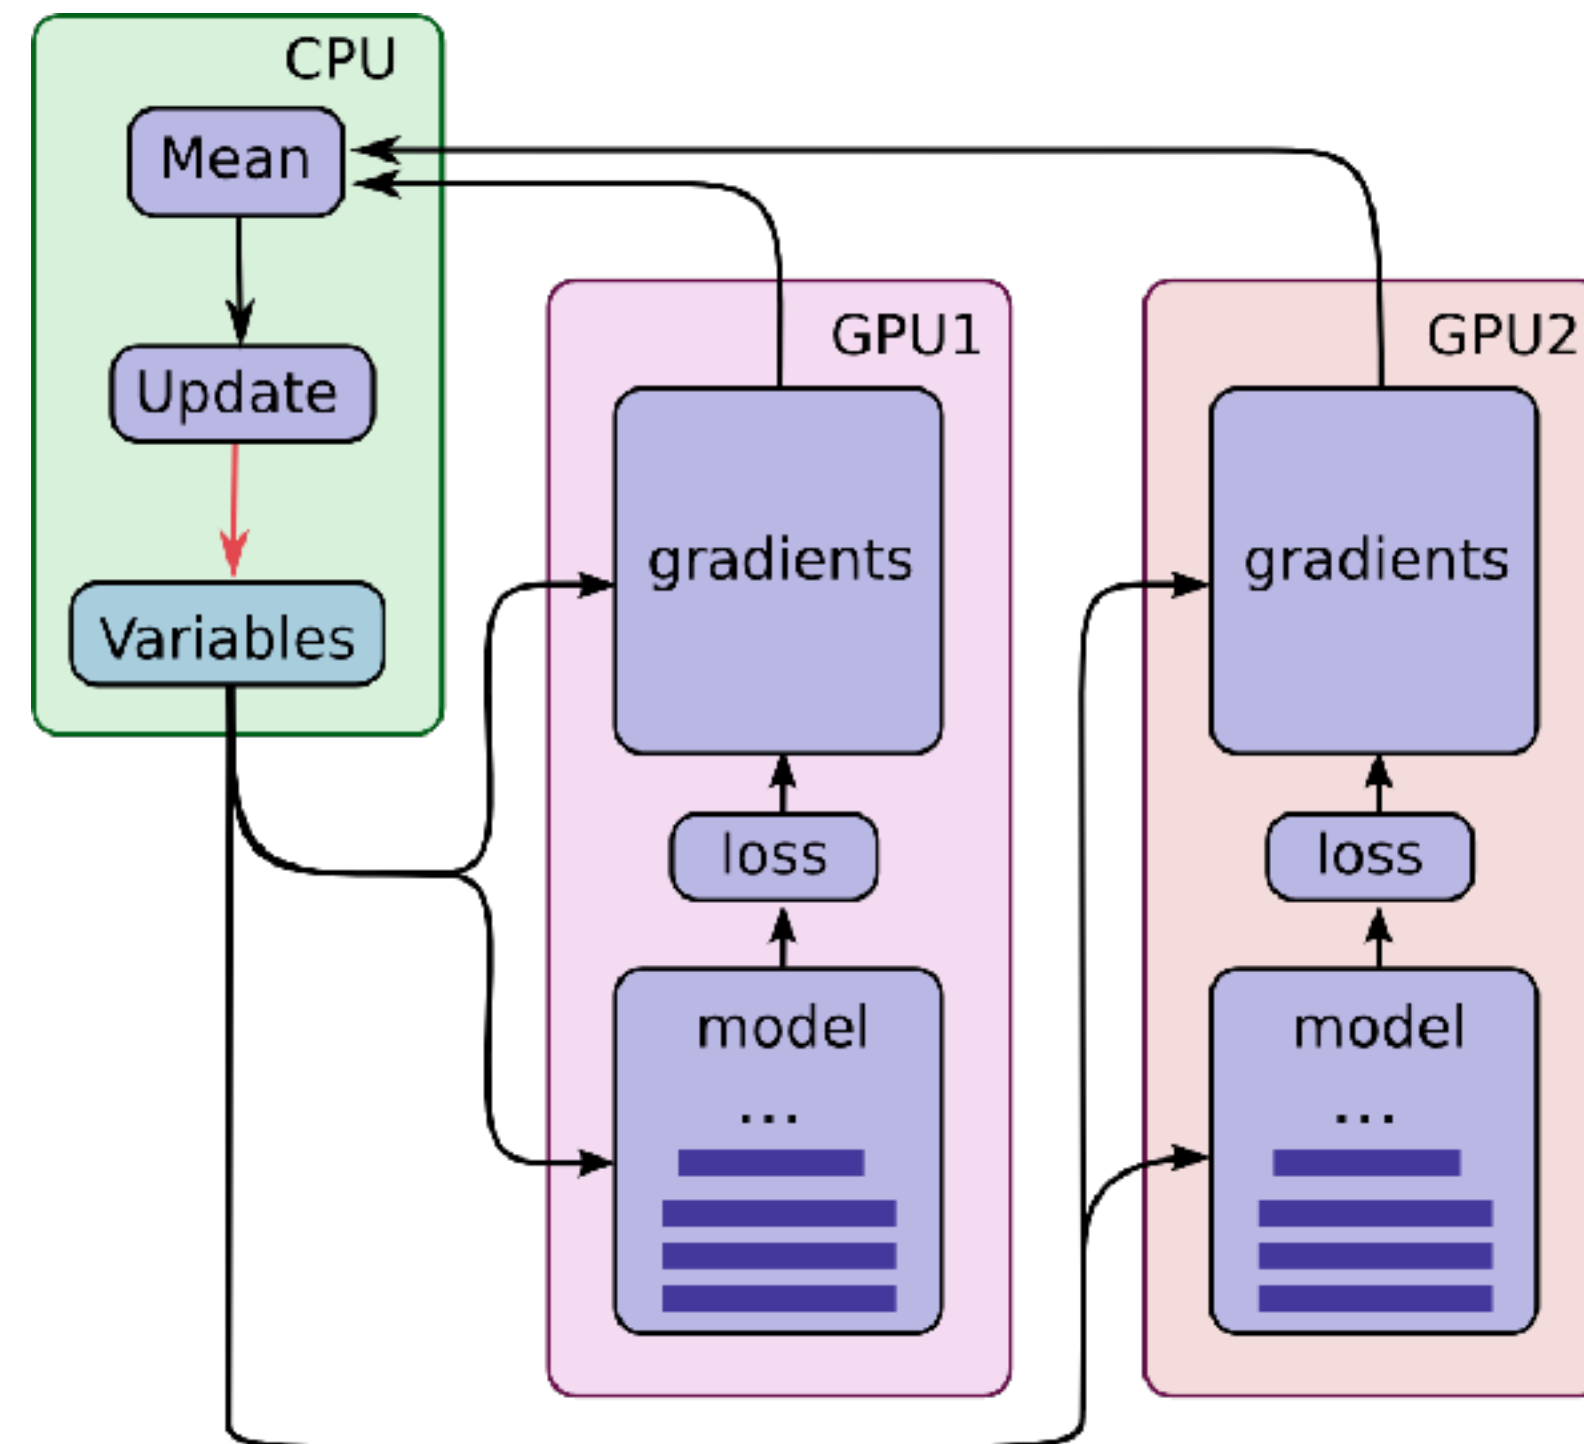 CPU
Mean
Update
Variables
GPU1
gradients
loss
model
...
GPU2
gradients
loss
model
...